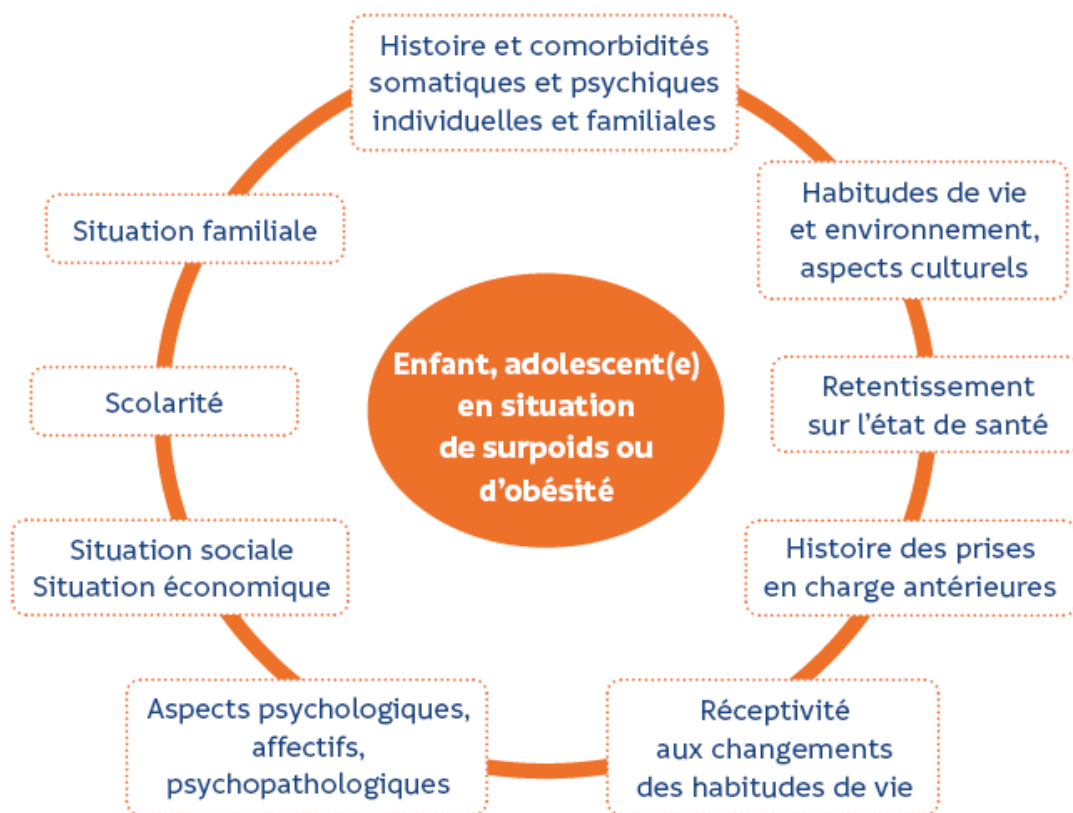 Histoire et comorbidités
somatiques et psychiques
individuelles et familiales
Habitudes de vie
et environnement,
aspects culturels
Retentissement
sur l'état de santé
Histoire des prises
en charge antérieures
Réceptivité
aux changements
des habitudes de vie
Aspects psychologiques,
affectifs,
psychopathologiques
Situation sociale
Situation économique
Scolarité
Situation familiale
Enfant, adolescent(e)
en situation
de surpoids ou
d'obésité